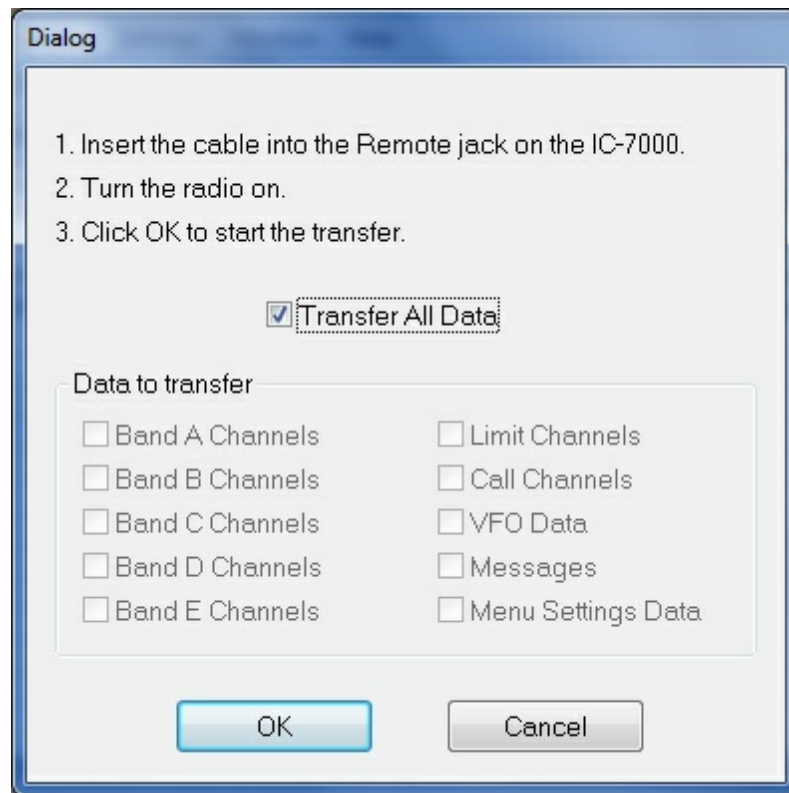 Dialog
1. Insert the cable into the Remote jack on the IC-7000.
2. Turn the radio on.
3. Click OK to start the transfer.
Transfer All Data
Data to transfer
Band A Channels
Band B Channels
Band C Channels
Band D Channels
Band E Channels
Limit Channels
Call Channels
VFO Data
Messages
Menu Settings Data
OK
Cancel